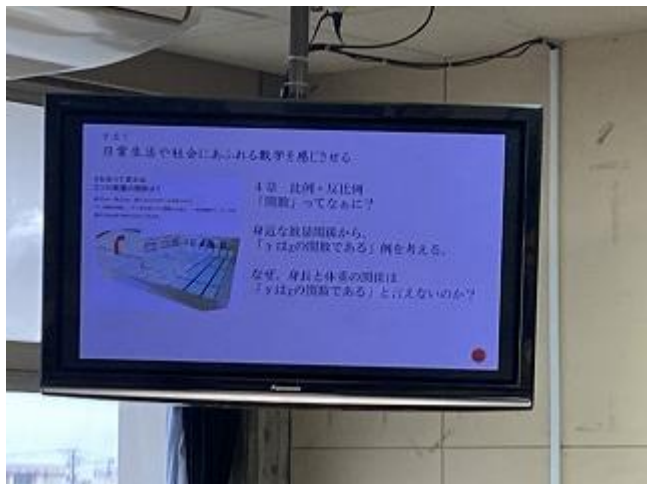 日常生活や社会にあふれる数学を感じさせる
4章 比例・反比例
「関数」ってなぁに？
身近な数量関係から、
「yはxの関数である」例を考える。
なぜ、身長と体重の関係は
「yはxの関数である」と言えないのか？
Panasonic